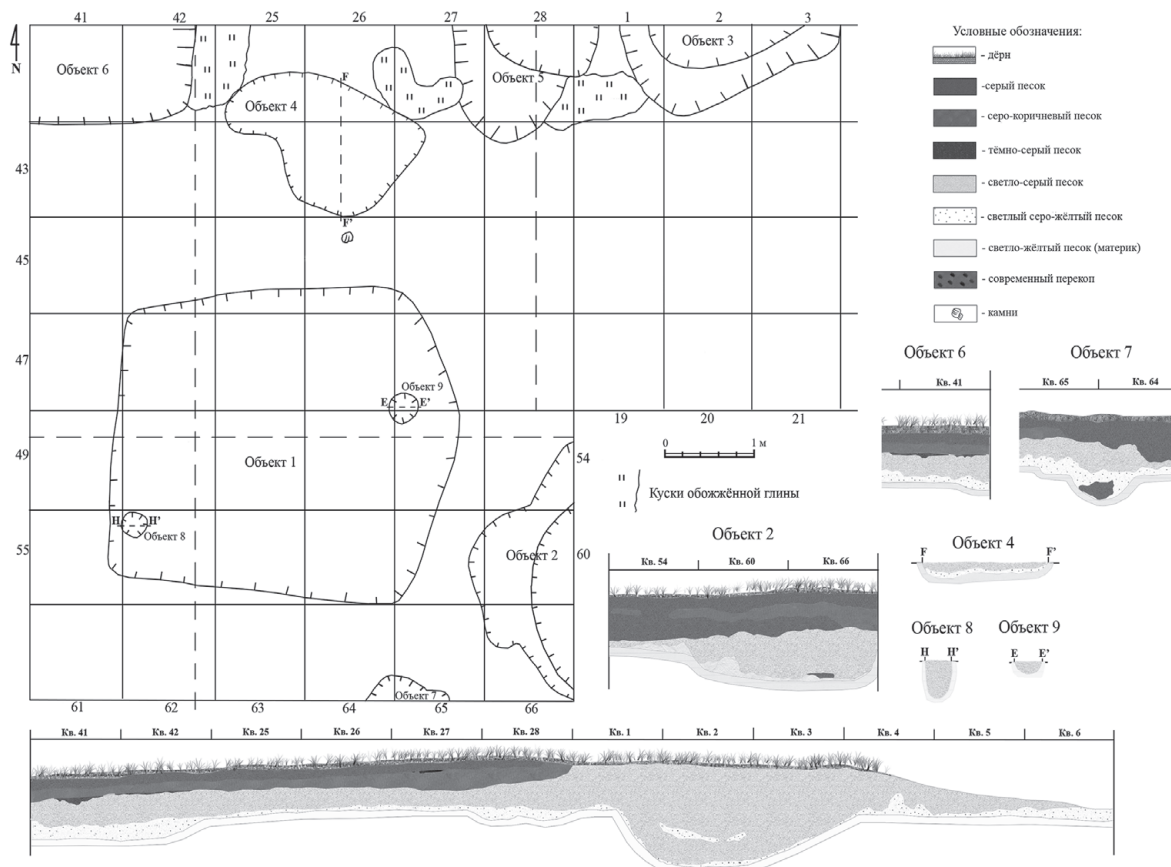 41 42 25 26 27 28 1 2 3
N
Объект 6
Объект 4
F
Объект 5
Объект 3
43
F'
45
47
Объект 9
E E'
19 20 21
49
Объект 1
54
0 1 м
Куски обожжённой глины
H H'
Объект 8
55
Объект 2
60
Объект 7
61 62 63 64 65 66
Условные обозначения:
- дёрн
-серый песок
- серо-коричневый песок
- тёмно-серый песок
- светло-серый песок
- светлый серо-жёлтый песок
- светло-жёлтый песок (материк)
- современный перекоп
- камни
Объект 6
Кв. 41
Объект 7
Кв. 65 Кв. 64
Объект 2
Кв. 54 Кв. 60 Кв. 66
Объект 4
F F'
Объект 8
H H'
Объект 9
E E'
Кв. 41 Кв. 42 Кв. 25 Кв. 26 Кв. 27 Кв. 28 Кв. 1 Кв. 2 Кв. 3 Кв. 4 Кв. 5 Кв. 6